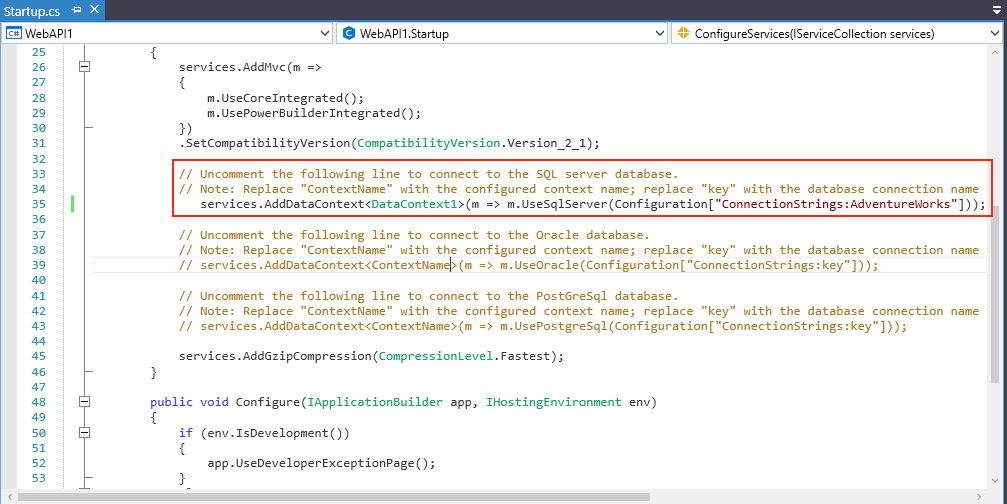 Startup.cs
C# WebAPI1
C WebAPI1.Startup
ConfigureServices(IServiceCollection services)
25 {
26 services.AddMvc(m =>
27 {
28 m.UseCoreIntegrated();
29 m.UsePowerBuilderIntegrated();
30 })
31 .SetCompatibilityVersion(CompatibilityVersion.Version_2_1);
32
33 // Uncomment the following line to connect to the SQL server database.
34 // Note: Replace "ContextName" with the configured context name; replace "key" with the database connection name
35 services.AddDataContext<DataContext1>(m => m.UseSqlServer(Configuration["ConnectionStrings:AdventureWorks"]));
36
37 // Uncomment the following line to connect to the Oracle database.
38 // Note: Replace "ContextName" with the configured context name; replace "key" with the database connection name
39 // services.AddDataContext<ContextName>(m => m.UseOracle(Configuration["ConnectionStrings:key"]));
40
41 // Uncomment the following line to connect to the PostGreSql database.
42 // Note: Replace "ContextName" with the configured context name; replace "key" with the database connection name
43 // services.AddDataContext<ContextName>(m => m.UsePostgreSql(Configuration["ConnectionStrings:key"]));
44
45 services.AddGzipCompression(CompressionLevel.Fastest);
46 }
47
48 public void Configure(IApplicationBuilder app, IHostingEnvironment env)
49 {
50 if (env.IsDevelopment())
51 {
52 app.UseDeveloperExceptionPage();
53 }